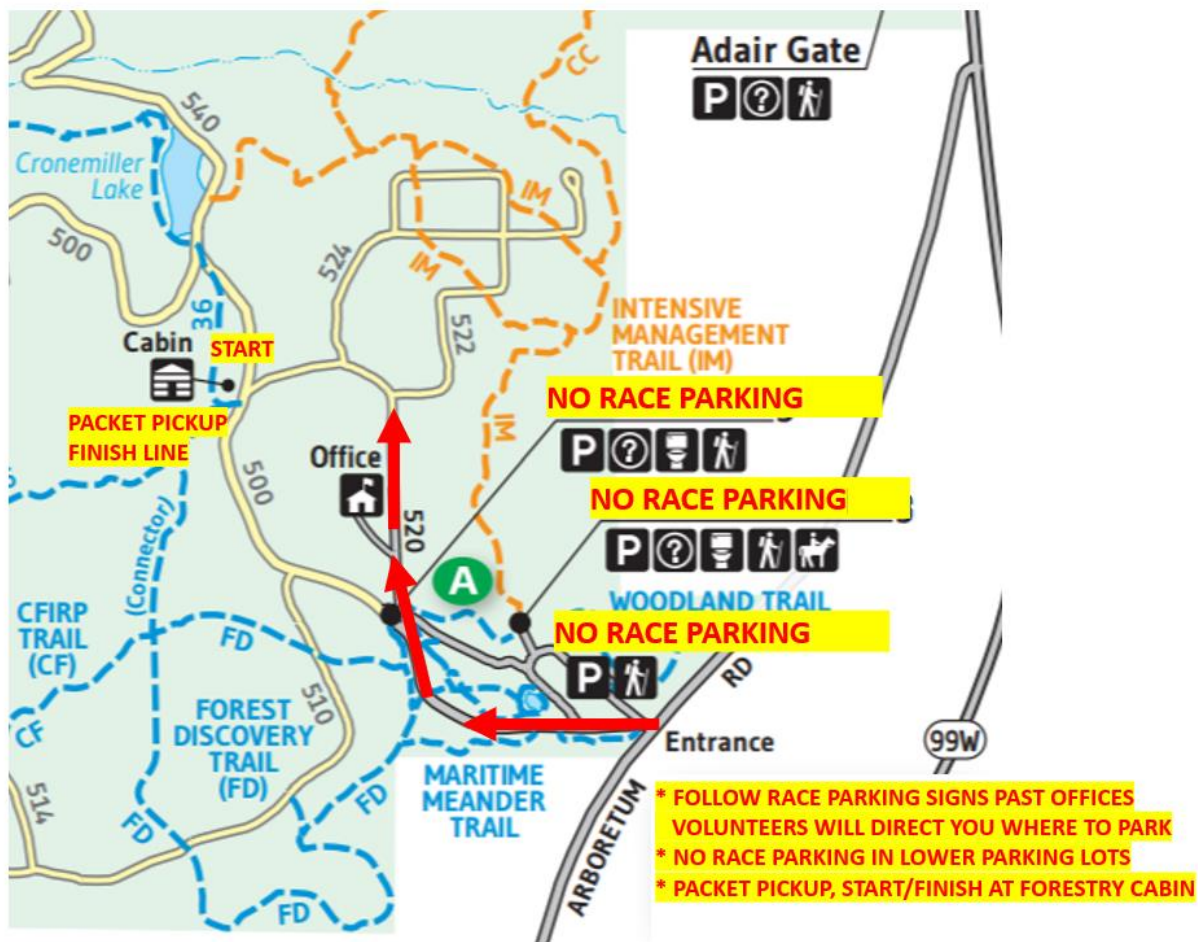 Adair Gate
P
?
CC
540
Cronemiller
Lake
500
IM
524
IM
36
INTENSIVE
MANAGEMENT
TRAIL (IM)
522
Cabin
START
NO RACE PARKING
PACKET PICKUP
FINISH LINE
IM
P
?
Office
500
NO RACE PARKING
520
P
?
(Connector)
A
WOODLAND TRAIL
CFIRP
TRAIL
(CF)
FD
NO RACE PARKING
P
RD
FOREST
DISCOVERY
TRAIL
(FD)
510
CF
Entrance
99W
MARITIME
MEANDER
TRAIL
514
FD
FD
FD
ARBORETUM
* FOLLOW RACE PARKING SIGNS PAST OFFICES
VOLUNTEERS WILL DIRECT YOU WHERE TO PARK
* NO RACE PARKING IN LOWER PARKING LOTS
* PACKET PICKUP, START/FINISH AT FORESTRY CABIN